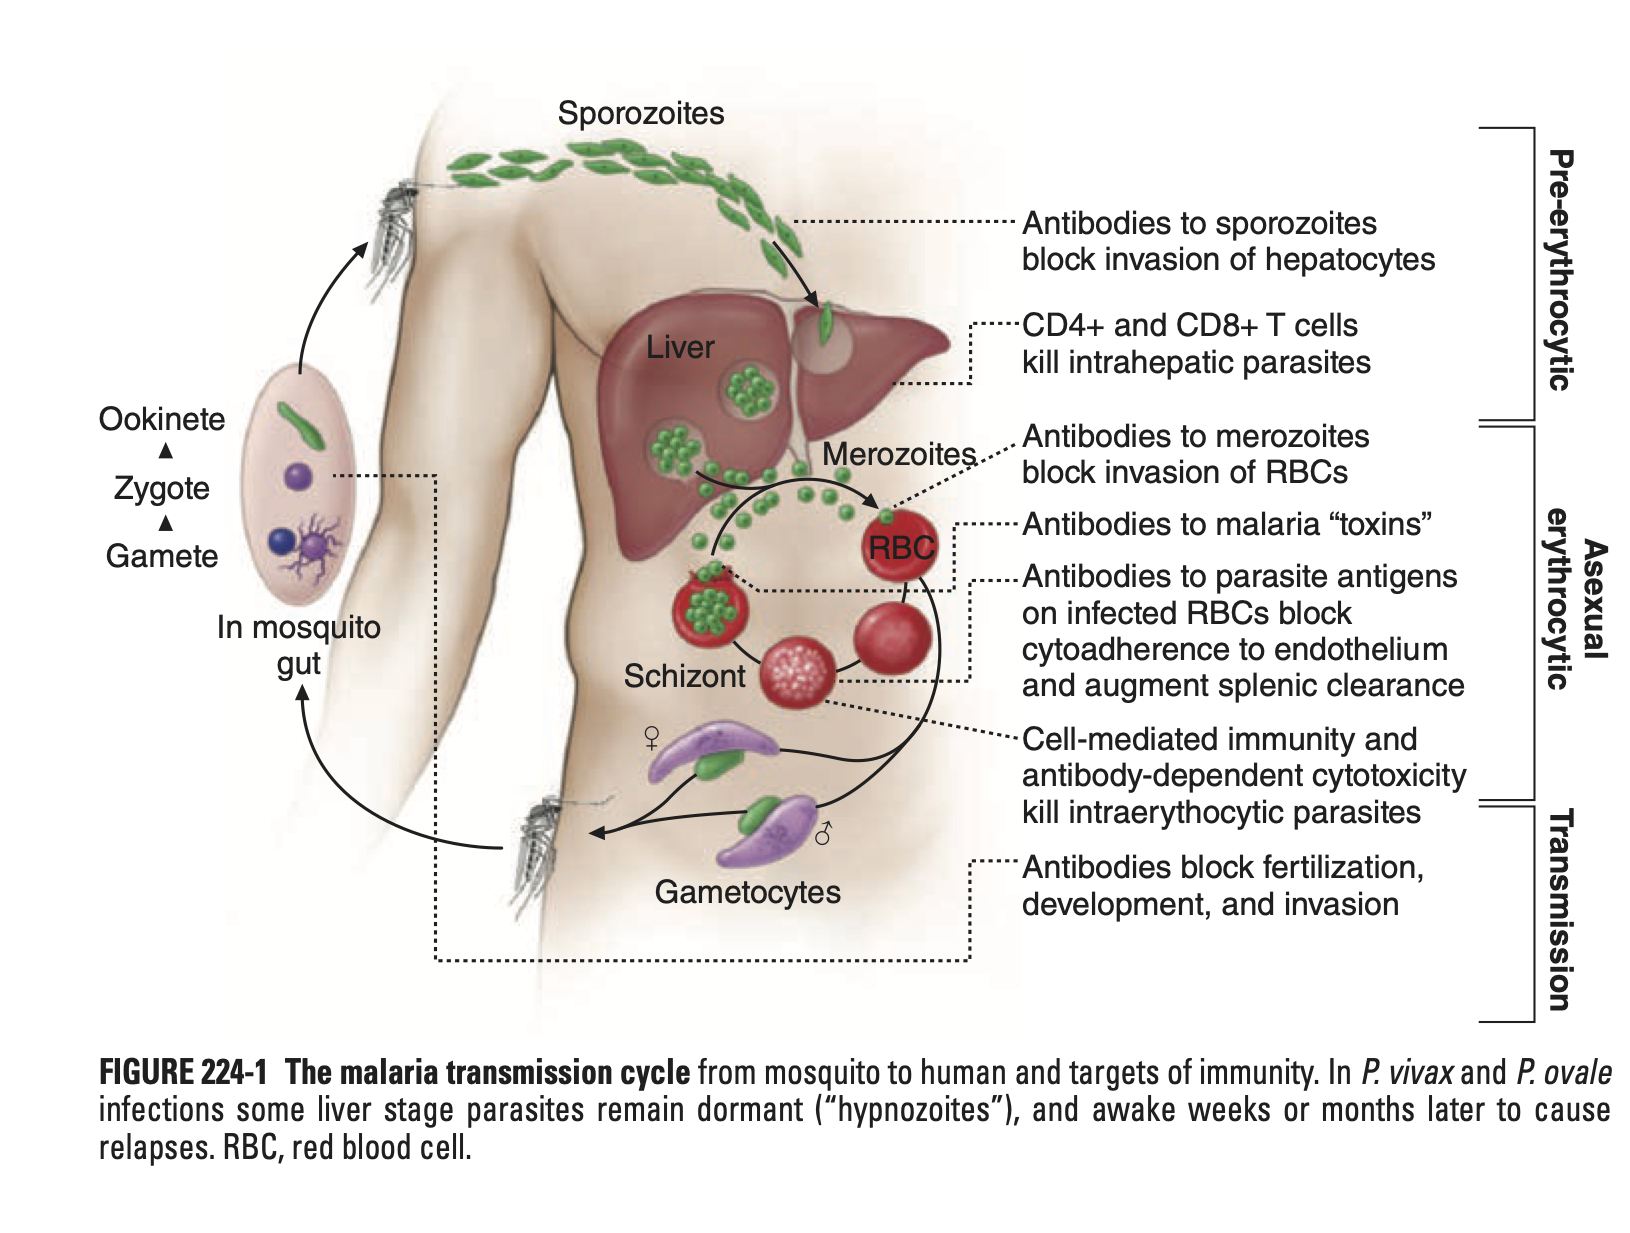 Sporozoites
Antibodies to sporozoites
block invasion of hepatocytes
CD4+ and CD8+ T cells
kill intrahepatic parasites
Pre-erythrocytic
Liver
Merozoites
Antibodies to merozoites
block invasion of RBCs
Antibodies to malaria “toxins”
RBC
Antibodies to parasite antigens
on infected RBCs block
cytoadherence to endothelium
and augment splenic clearance
Schizont
Cell-mediated immunity and
antibody-dependent cytotoxicity
kill intraerythocytic parasites
Asexual
erythrocytic
Ookinete
▲
Zygote
▲
Gamete
In mosquito
gut
♀
♂
Gametocytes
Antibodies block fertilization,
development, and invasion
Transmission
FIGURE 224-1 The malaria transmission cycle from mosquito to human and targets of immunity. In P. vivax and P. ovale
infections some liver stage parasites remain dormant (“hypnozoites”), and awake weeks or months later to cause
relapses. RBC, red blood cell.